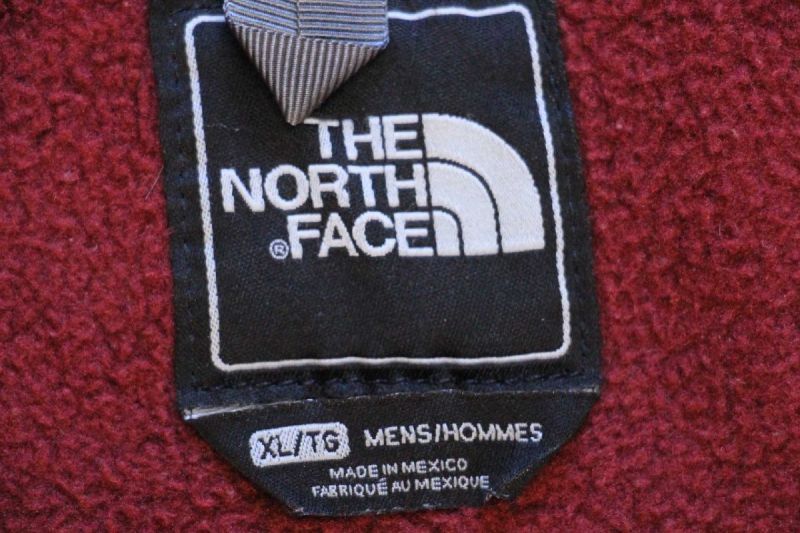 THE
NORTH
® FACE
XL/TG MENS/HOMMES
MADE IN MEXICO
FABRIQUÉ AU MEXIQUE